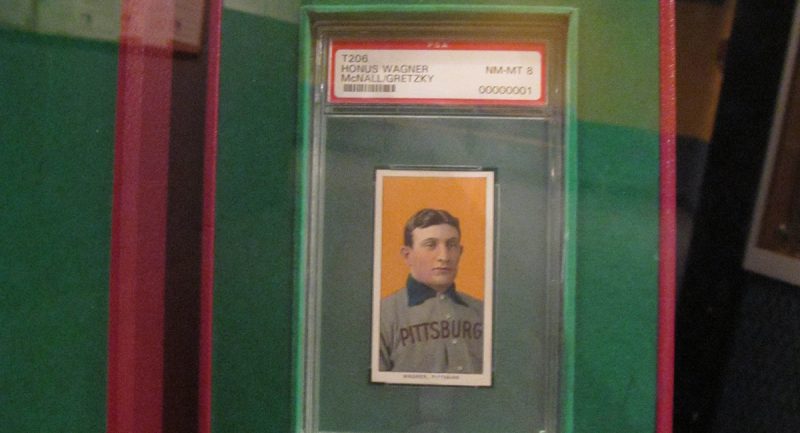 PSA
T206
HONUS WAGNER NM-MT 8
McNALL/GRETZKY
00000001
PITTSBURG
WAGNER, PITTSBURG